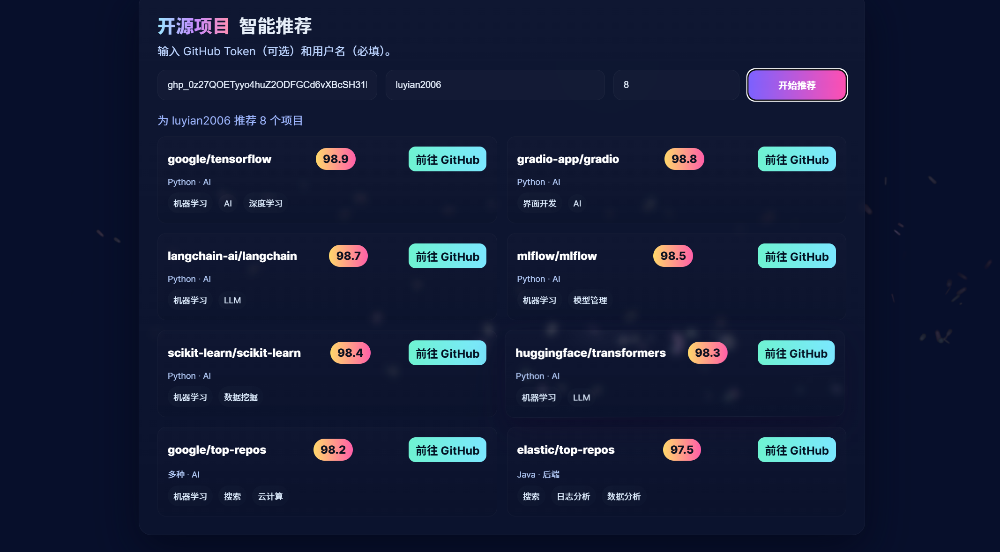 开源项目 智能推荐
输入 GitHub Token（可选）和用户名（必填）。
luyian2006
8
开始推荐
为 luyian2006 推荐 8 个项目
google/tensorflow 98.9 前往 GitHub
Python · AI
机器学习 AI 深度学习
gradio-app/gradio 98.8 前往 GitHub
Python · AI
界面开发 AI
langchain-ai/langchain 98.7 前往 GitHub
Python · AI
机器学习 LLM
mlflow/mlflow 98.5 前往 GitHub
Python · AI
机器学习 模型管理
scikit-learn/scikit-learn 98.4 前往 GitHub
Python · AI
机器学习 数据挖掘
huggingface/transformers 98.3 前往 GitHub
Python · AI
机器学习 LLM
google/top-repos 98.2 前往 GitHub
多种 · AI
机器学习 搜索 云计算
elastic/top-repos 97.5 前往 GitHub
Java · 后端
搜索 日志分析 数据分析